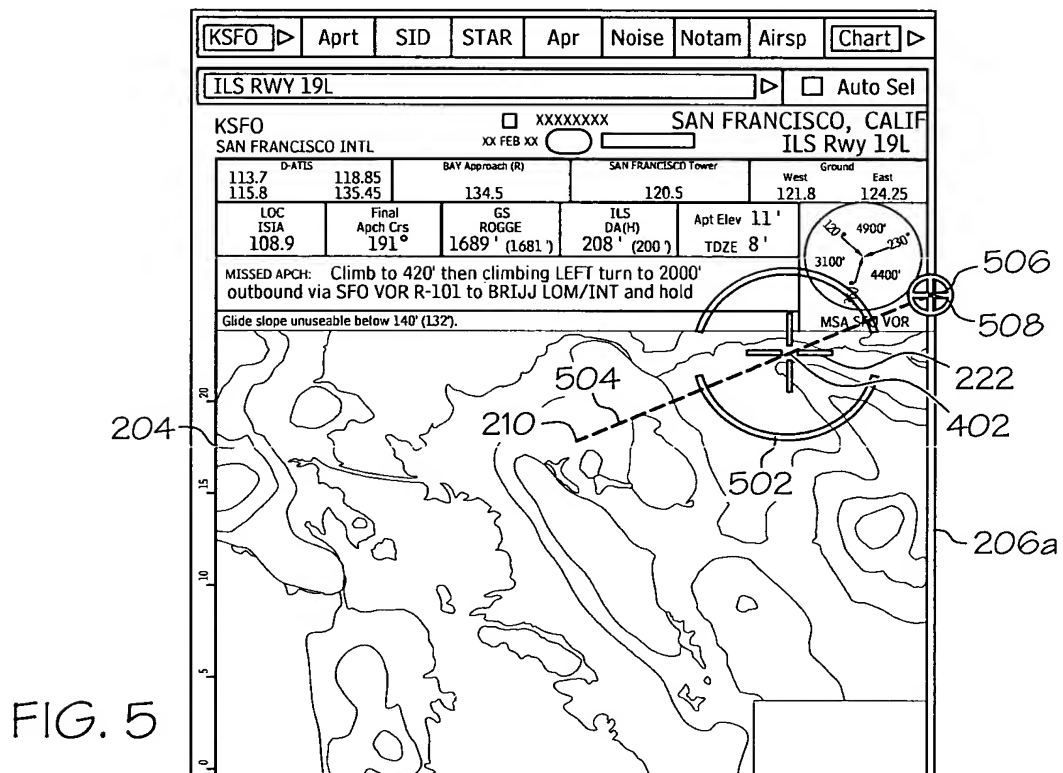 KSFO Aprt SID STAR Apr Noise Notam Airsp Chart
ILS RWY 19L Auto Sel
KSFO XXXXXXXX SAN FRANCISCO, CALIF
SAN FRANCISCO INTL XX FEB XX ILS Rwy 19L
D-ATIS BAY Approach (R) SAN FRANCISCO Tower Ground
West East
113.7 118.85
115.8 135.45 134.5 120.5 121.8 124.25
LOC Final GS ILS Apt Elev 11'
ISIA Apch Crs ROGGE DA(H)
108.9 191° 1689' (1681') 208' (200') TDZE 8'
120° 4900' 230°
3100' 4400'
MISSED APCH: Climb to 420' then climbing LEFT turn to 2000'
outbound via SFO VOR R-101 to BRIJJ LOM/INT and hold
Glide slope unuseable below 140' (132').
MSA SFO VOR
506
508
222
402
504
210
204
502
206a
20
15
10
5
0
FIG. 5